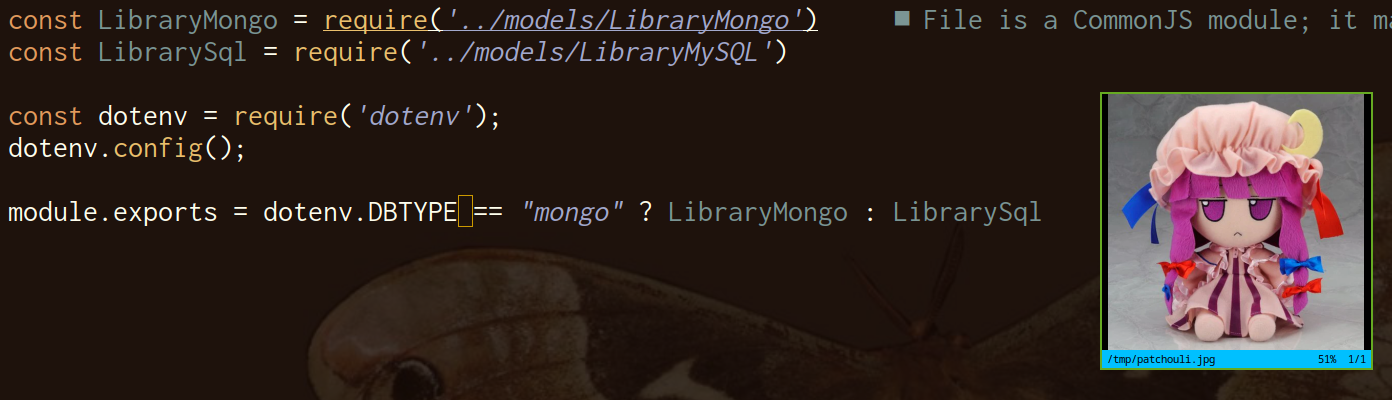 const LibraryMongo = require('../models/LibraryMongo') ■ File is a CommonJS module; it
const LibrarySql = require('../models/LibraryMySQL')
const dotenv = require('dotenv');
dotenv.config();
module.exports = dotenv.DBTYPE == "mongo" ? LibraryMongo : LibrarySql
/tmp/patchouli.jpg 51% 1/1